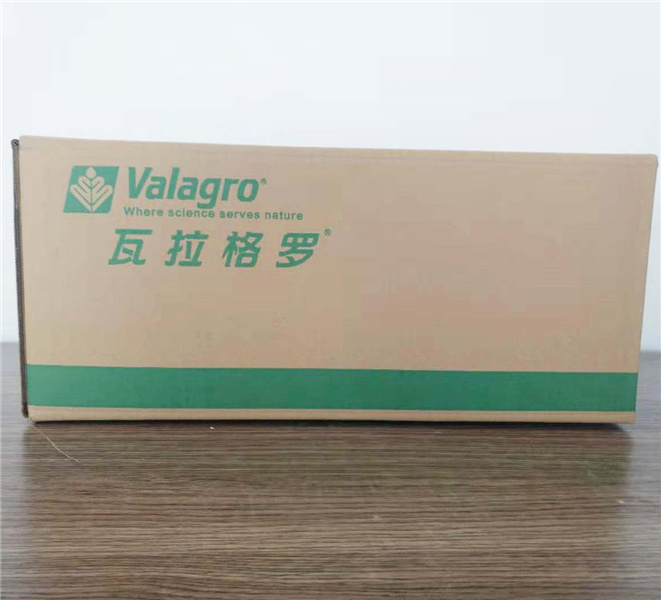 Valagro®
Where science serves nature
瓦拉格罗®